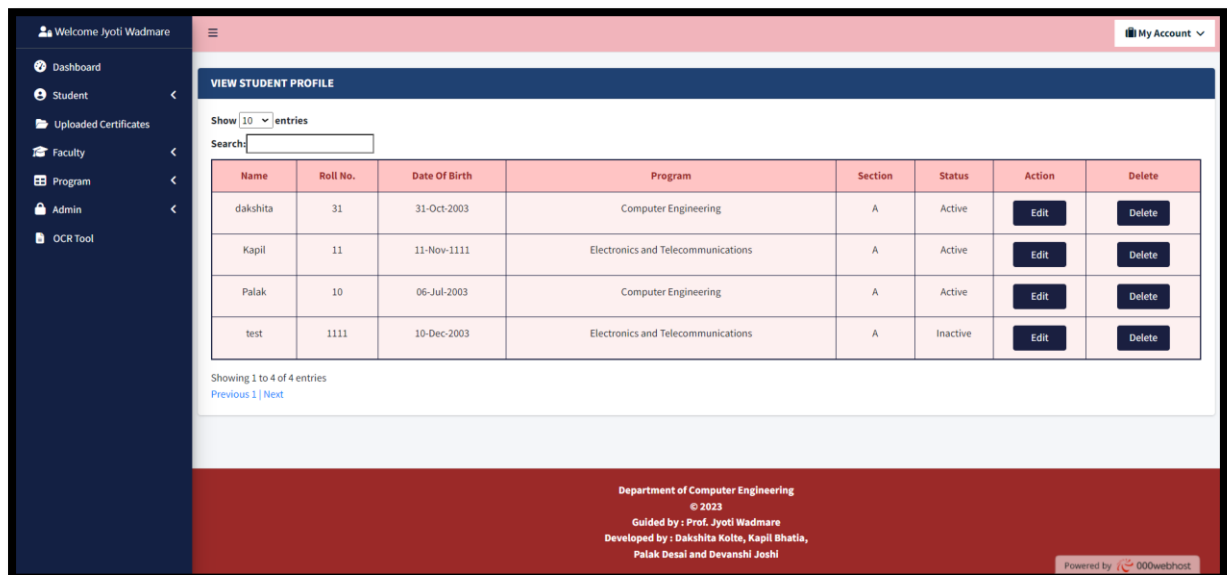 Welcome Jyoti Wadmare
My Account
Dashboard
Student
Uploaded Certificates
Faculty
Program
Admin
OCR Tool
VIEW STUDENT PROFILE
Show 10 entries
Search:
Name Roll No. Date Of Birth Program Section Status Action Delete
dakshita 31 31-Oct-2003 Computer Engineering A Active Edit Delete
Kapil 11 11-Nov-1111 Electronics and Telecommunications A Active Edit Delete
Palak 10 06-Jul-2003 Computer Engineering A Active Edit Delete
test 1111 10-Dec-2003 Electronics and Telecommunications A Inactive Edit Delete
Showing 1 to 4 of 4 entries
Previous 1 | Next
Department of Computer Engineering
© 2023
Guided by : Prof. Jyoti Wadmare
Developed by : Dakshita Kolte, Kapil Bhatia,
Palak Desai and Devanshi Joshi
Powered by 000webhost